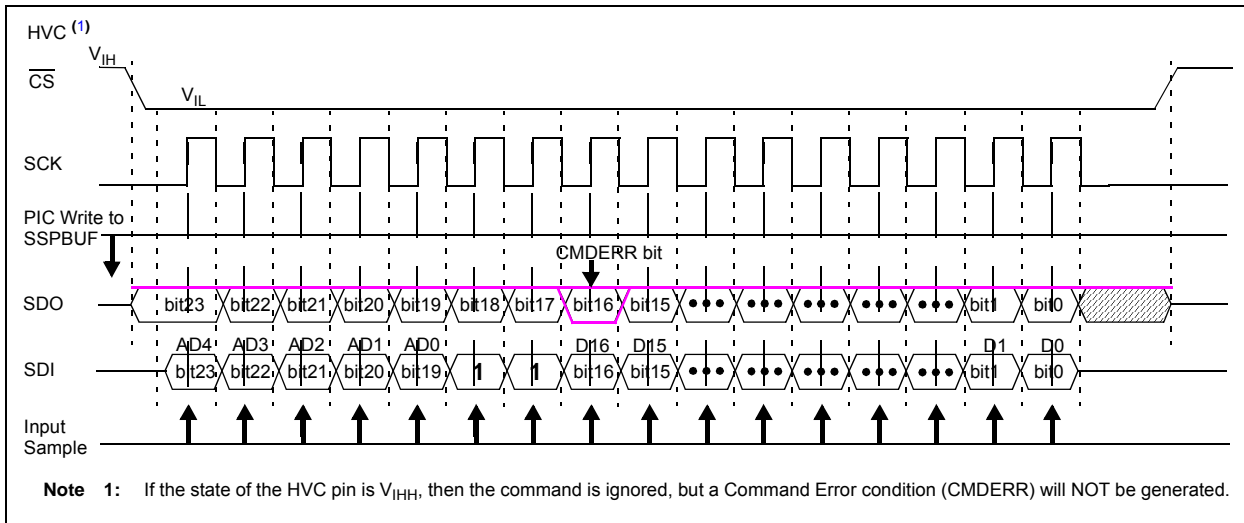 HVC (1)
VIH
CS
VIL
SCK
PIC Write to
SSPBUF
CMDERR bit
SDO bit23 bit22 bit21 bit20 bit19 bit18 bit17 bit16 bit15 ••• ••• ••• ••• ••• bit1 bit0
AD4 AD3 AD2 AD1 AD0 D16 D15 D1 D0
SDI bit23 bit22 bit21 bit20 bit19 1 1 bit16 bit15 ••• ••• ••• ••• ••• bit1 bit0
Input
Sample
Note 1: If the state of the HVC pin is VIHH, then the command is ignored, but a Command Error condition (CMDERR) will NOT be generated.